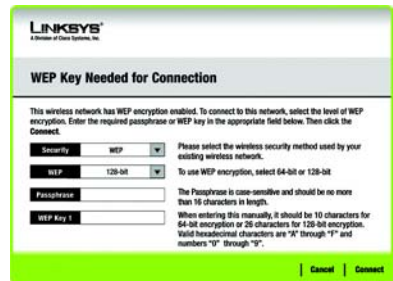 LINKSYS®
A Division of Cisco Systems, Inc.
WEP Key Needed for Connection
This wireless network has WEP encryption enabled. To connect to this network, select the level of WEP
encryption. Enter the required passphrase or WEP key in the appropriate field below. Then click the
Connect.
Security WEP Please select the wireless security method used by your
existing wireless network.
WEP 128-bit To use WEP encryption, select 64-bit or 128-bit
Passphrase The Passphrase is case-sensitive and should be no more
than 16 characters in length.
WEP Key 1 When entering this manually, it should be 10 characters for
64-bit encryption or 26 characters for 128-bit encryption.
Valid hexadecimal characters are "A" through "F" and
numbers "0" through "9".
Cancel Connect